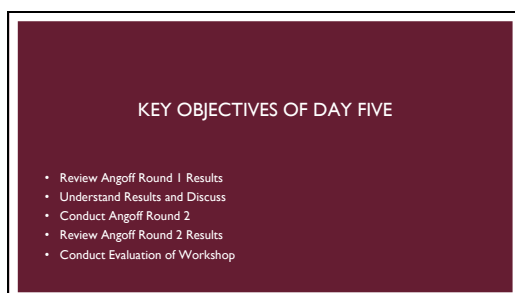 KEY OBJECTIVES OF DAY FIVE
• Review Angoff Round 1 Results
• Understand Results and Discuss
• Conduct Angoff Round 2
• Review Angoff Round 2 Results
• Conduct Evaluation of Workshop